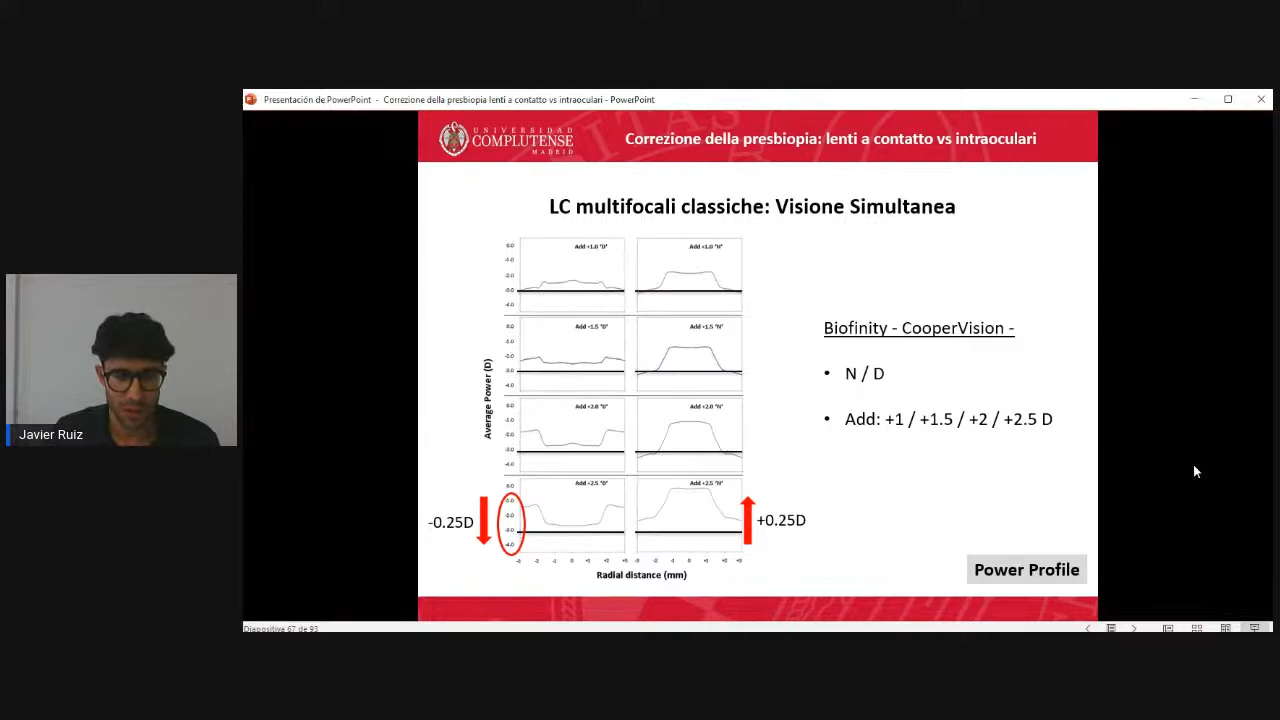 Presentación de PowerPoint - Correzione della presbiopia lenti a contatto vs intraoculari - PowerPoint
UNIVERSIDAD
COMPLUTENSE
MADRID
Correzione della presbiopia: lenti a contatto vs intraoculari
LC multifocali classiche: Visione Simultanea
Add +1.0 "D"
Add +1.0 "N"
Add +1.5 "D"
Add +1.5 "N"
Add +2.0 "D"
Add +2.0 "N"
Add +2.5 "D"
Add +2.5 "N"
Average Power (D)
Radial distance (mm)
-0.25D
+0.25D
Biofinity - CooperVision -
• N / D
• Add: +1 / +1.5 / +2 / +2.5 D
Power Profile
Javier Ruiz
Diapositiva 67 de 93